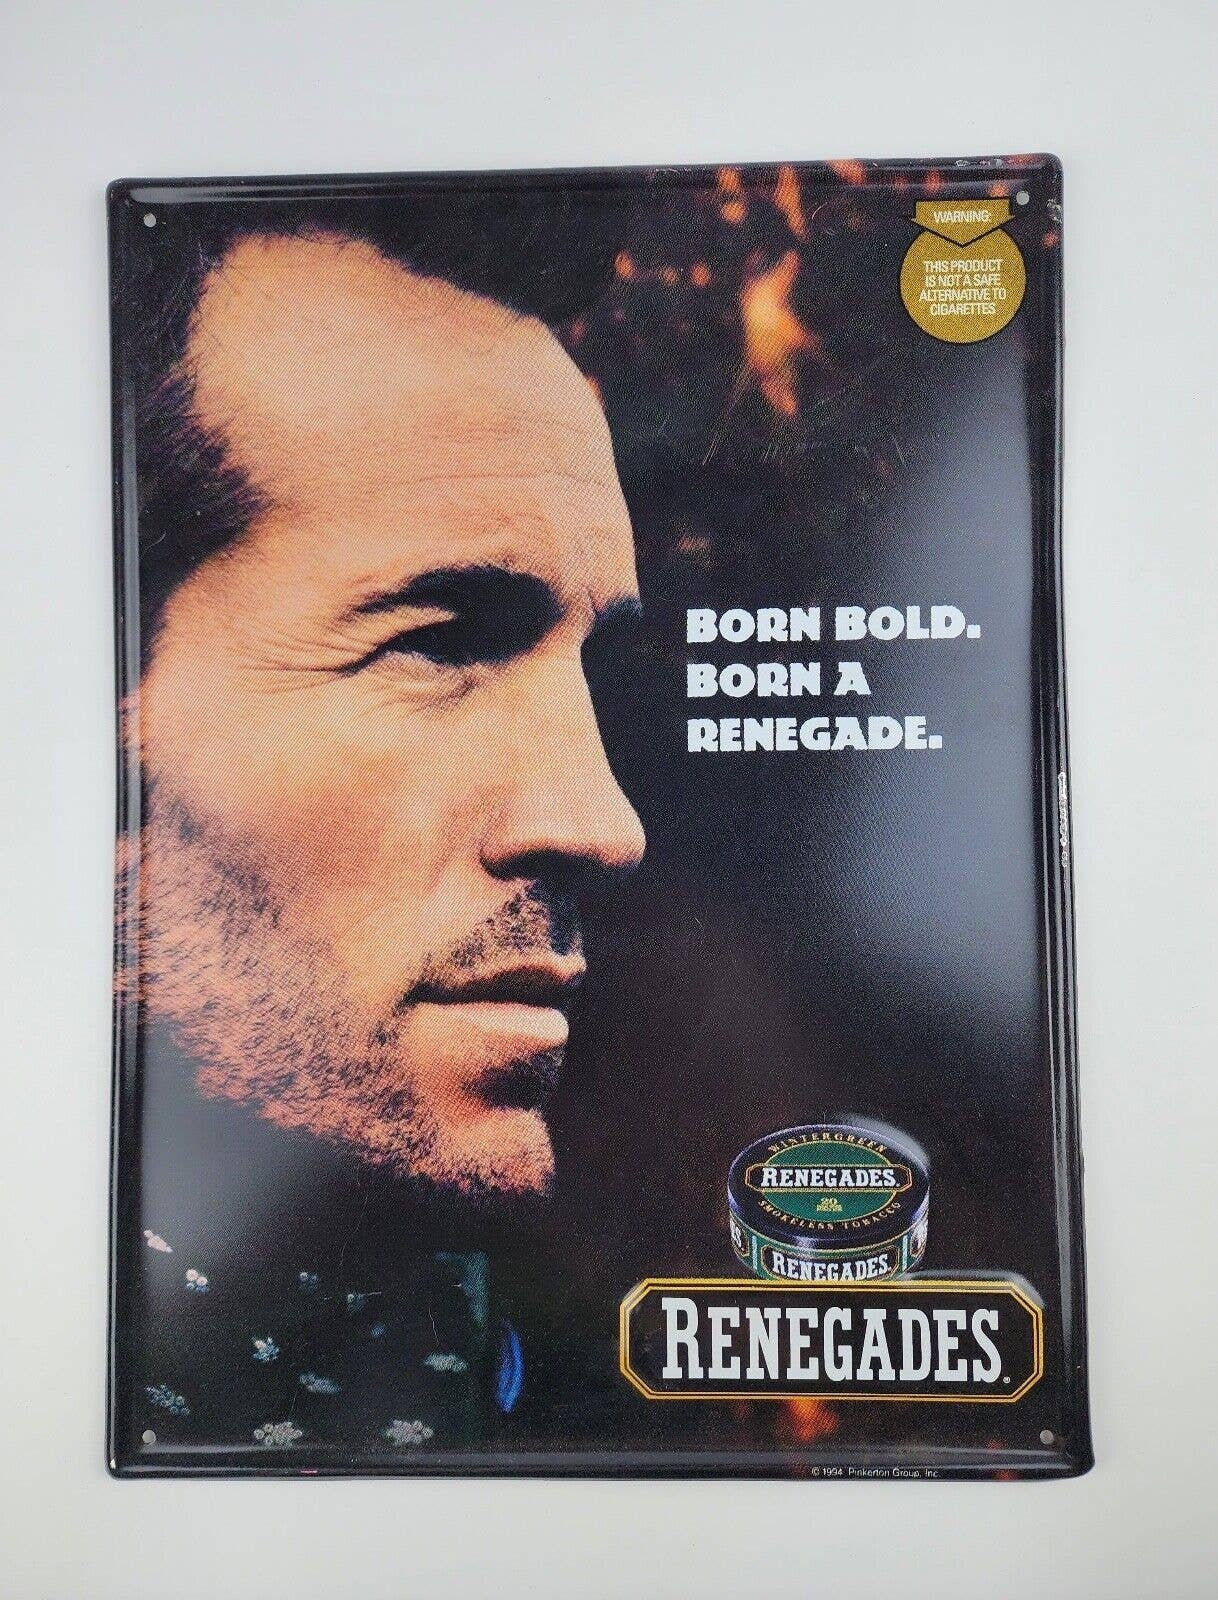 WARNING:
THIS PRODUCT
IS NOT A SAFE
ALTERNATIVE TO
CIGARETTES
BORN BOLD.
BORN A
RENEGADE.
WINTERGREEN
RENEGADES.
20
SMOKELESS TOBACCO
RENEGADES.
RENEGADES®
© 1994 Pinkerton Group, Inc.